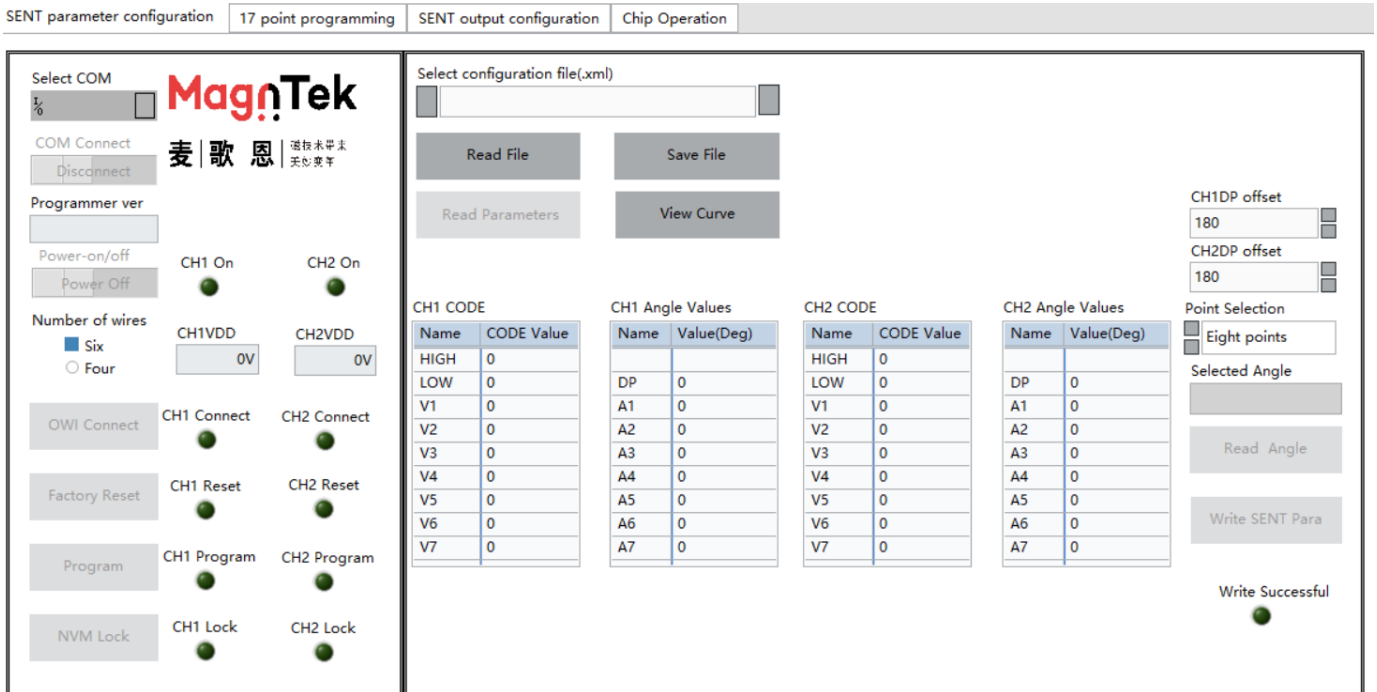 SENT parameter configuration 17 point programming SENT output configuration Chip Operation
Select COM
I/O
MagnTek
麦歌恩
COM Connect
Disconnect
Programmer ver
Power-on/off
Power Off
CH1 On CH2 On
Number of wires
Six
Four
CH1VDD CH2VDD
0V 0V
OWI Connect CH1 Connect CH2 Connect
Factory Reset CH1 Reset CH2 Reset
Program CH1 Program CH2 Program
NVM Lock CH1 Lock CH2 Lock
Select configuration file(.xml)
Read File Save File
Read Parameters View Curve
CH1 CODE
Name CODE Value
HIGH 0
LOW 0
V1 0
V2 0
V3 0
V4 0
V5 0
V6 0
V7 0
CH1 Angle Values
Name Value(Deg)
DP 0
A1 0
A2 0
A3 0
A4 0
A5 0
A6 0
A7 0
CH2 CODE
Name CODE Value
HIGH 0
LOW 0
V1 0
V2 0
V3 0
V4 0
V5 0
V6 0
V7 0
CH2 Angle Values
Name Value(Deg)
DP 0
A1 0
A2 0
A3 0
A4 0
A5 0
A6 0
A7 0
CH1DP offset
180
CH2DP offset
180
Point Selection
Eight points
Selected Angle
Read Angle
Write SENT Para
Write Successful